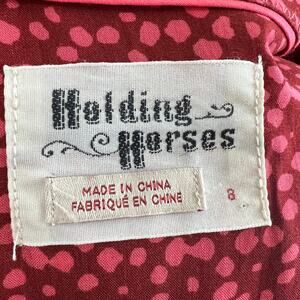 Holding
Horses
MADE IN CHINA
FABRIQUÉ EN CHINE
8